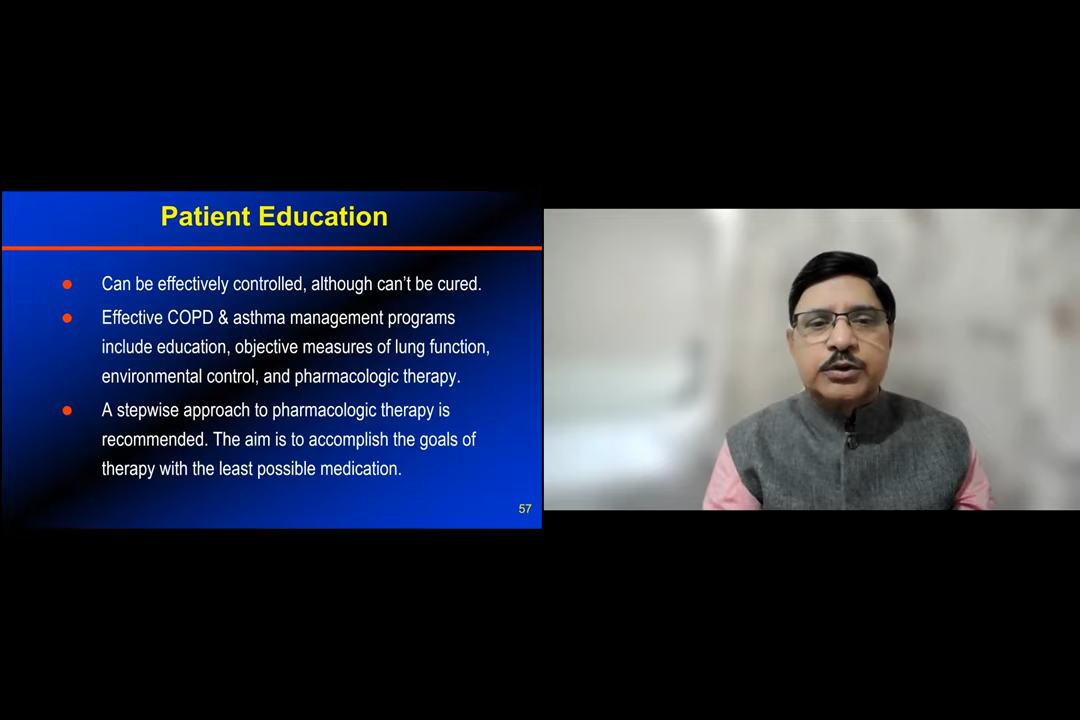 Patient Education
● Can be effectively controlled, although can't be cured.
● Effective COPD & asthma management programs
include education, objective measures of lung function,
environmental control, and pharmacologic therapy.
● A stepwise approach to pharmacologic therapy is
recommended. The aim is to accomplish the goals of
therapy with the least possible medication.
57